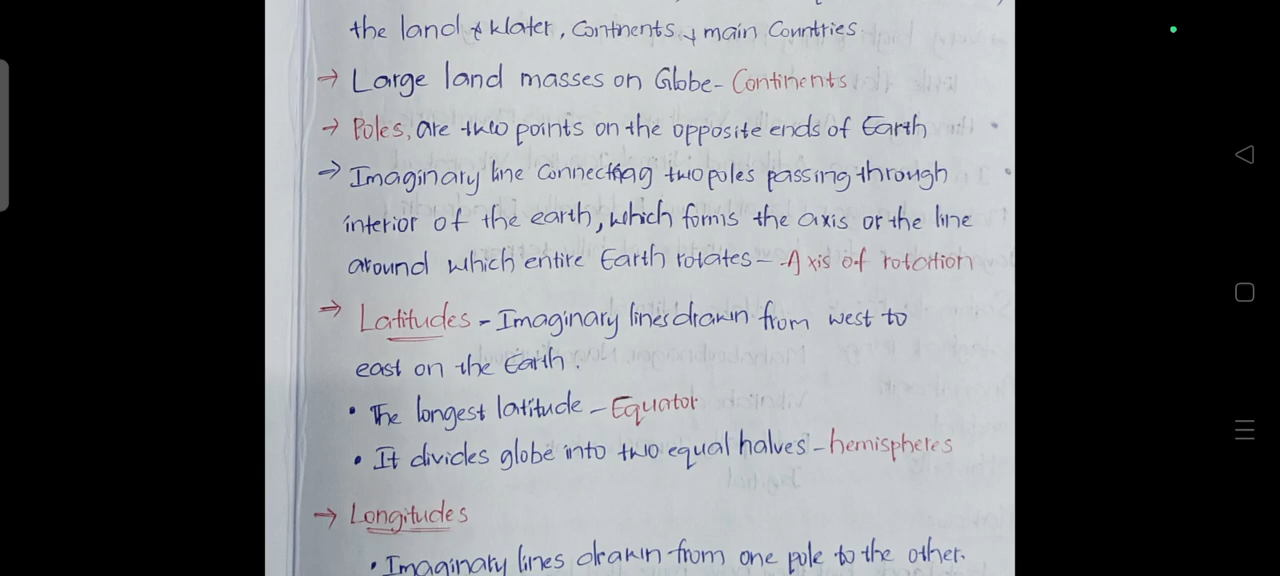 the land & Water, Continents & main Countries
→ Large land masses on Globe - Continents
→ Poles, are two points on the opposite ends of Earth
→ Imaginary line connecting two poles passing through
interior of the earth, which forms the axis or the line
around which entire Earth rotates - Axis of rotation
⇒ Latitudes - Imaginary lines drawn from west to
east on the Earth.
• The longest latitude - Equator
• It divides globe into two equal halves - hemispheres
→ Longitudes
• Imaginary lines drawn from one pole to the other.